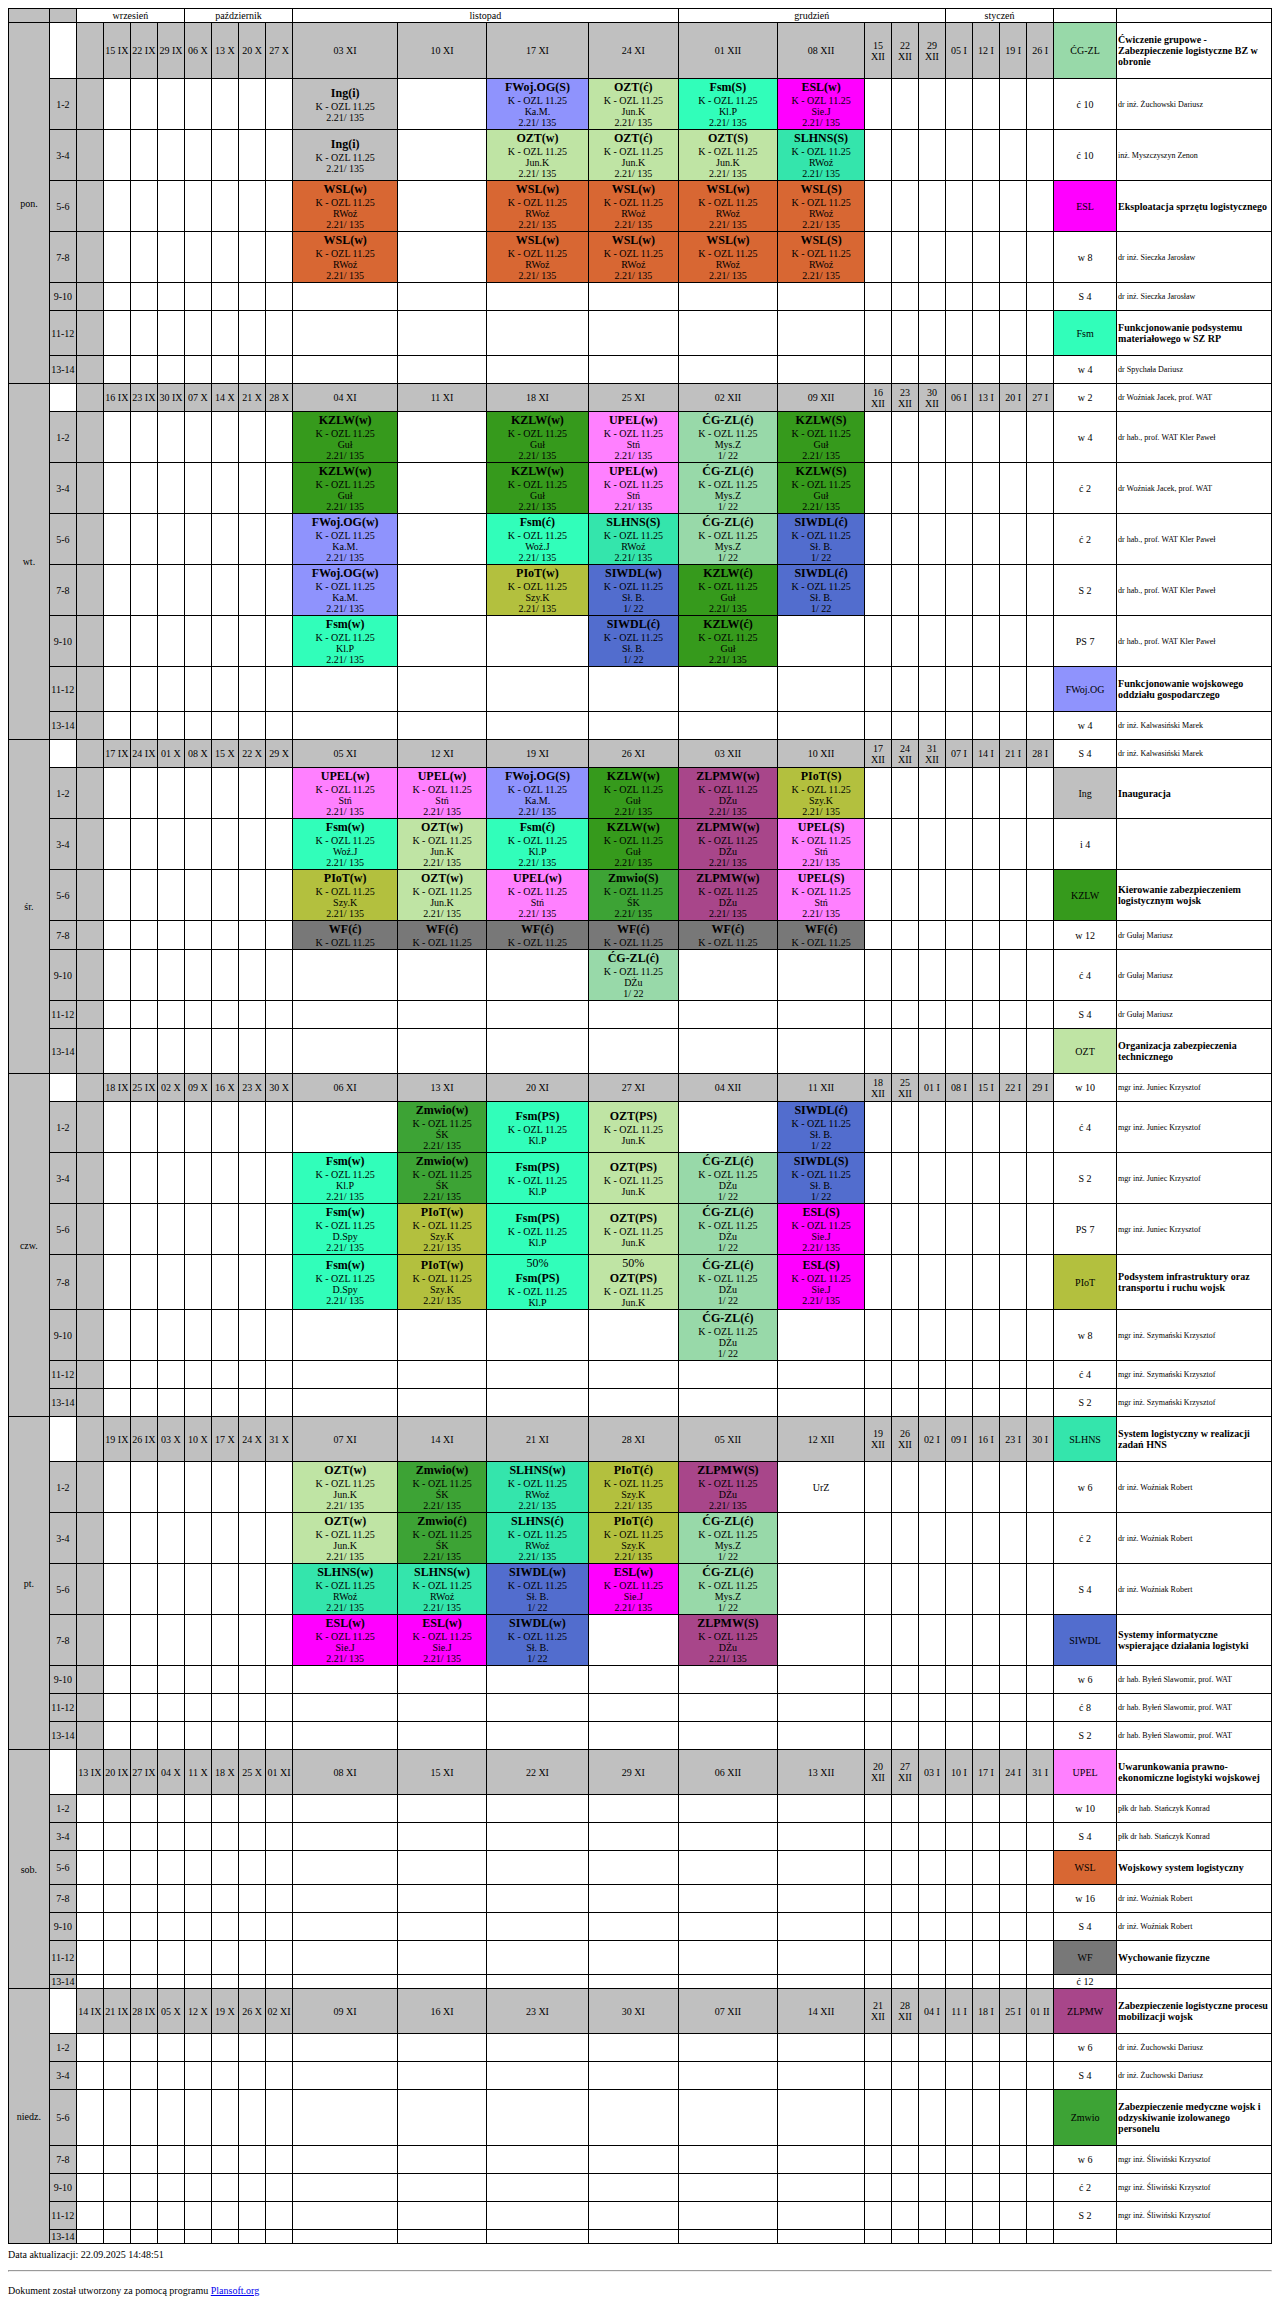 wrzesień październik listopad grudzień styczeń
pon. 15 IX 22 IX 29 IX 06 X 13 X 20 X 27 X 03 XI 10 XI 17 XI 24 XI 01 XII 08 XII 15 XII 22 XII 29 XII 05 I 12 I 19 I 26 I ĆG-ZL Ćwiczenie grupowe - Zabezpieczenie logistyczne BZ w obronie
1-2 Ing(i) FWoj.OG(S) OZT(ć) Fsm(S) ESL(w) ć 10 dr inż. Żuchowski Dariusz
K - OZL 11.25 K - OZL 11.25 K - OZL 11.25 K - OZL 11.25 K - OZL 11.25
Ka.M. Jun.K Kl.P Sie.J
2.21/ 135 2.21/ 135 2.21/ 135 2.21/ 135 2.21/ 135
3-4 Ing(i) OZT(w) OZT(ć) OZT(S) SLHNS(S) ć 10 inż. Myszczyszyn Zenon
K - OZL 11.25 K - OZL 11.25 K - OZL 11.25 K - OZL 11.25 K - OZL 11.25
Jun.K Jun.K Jun.K RWoź
2.21/ 135 2.21/ 135 2.21/ 135 2.21/ 135 2.21/ 135
5-6 WSL(w) WSL(w) WSL(w) WSL(w) WSL(S) ESL Eksploatacja sprzętu logistycznego
K - OZL 11.25 K - OZL 11.25 K - OZL 11.25 K - OZL 11.25 K - OZL 11.25
RWoź RWoź RWoź RWoź RWoź
2.21/ 135 2.21/ 135 2.21/ 135 2.21/ 135 2.21/ 135
7-8 WSL(w) WSL(w) WSL(w) WSL(w) WSL(S) w 8 dr inż. Sieczka Jarosław
K - OZL 11.25 K - OZL 11.25 K - OZL 11.25 K - OZL 11.25 K - OZL 11.25
RWoź RWoź RWoź RWoź RWoź
2.21/ 135 2.21/ 135 2.21/ 135 2.21/ 135 2.21/ 135
9-10 S 4 dr inż. Sieczka Jarosław
11-12 Fsm Funkcjonowanie podsystemu materiałowego w SZ RP
13-14 w 4 dr Spychała Dariusz
wt. 16 IX 23 IX 30 IX 07 X 14 X 21 X 28 X 04 XI 11 XI 18 XI 25 XI 02 XII 09 XII 16 XII 23 XII 30 XII 06 I 13 I 20 I 27 I w 2 dr Woźniak Jacek, prof. WAT
1-2 KZLW(w) KZLW(w) UPEL(w) ĆG-ZL(ć) KZLW(S) w 4 dr hab., prof. WAT Kler Paweł
K - OZL 11.25 K - OZL 11.25 K - OZL 11.25 K - OZL 11.25 K - OZL 11.25
Guł Guł Stń Mys.Z Guł
2.21/ 135 2.21/ 135 2.21/ 135 1/ 22 2.21/ 135
3-4 KZLW(w) KZLW(w) UPEL(w) ĆG-ZL(ć) KZLW(S) ć 2 dr Woźniak Jacek, prof. WAT
K - OZL 11.25 K - OZL 11.25 K - OZL 11.25 K - OZL 11.25 K - OZL 11.25
Guł Guł Stń Mys.Z Guł
2.21/ 135 2.21/ 135 2.21/ 135 1/ 22 2.21/ 135
5-6 FWoj.OG(w) Fsm(ć) SLHNS(S) ĆG-ZL(ć) SIWDL(ć) ć 2 dr hab., prof. WAT Kler Paweł
K - OZL 11.25 K - OZL 11.25 K - OZL 11.25 K - OZL 11.25 K - OZL 11.25
Ka.M. Woź.J RWoź Mys.Z Sł. B.
2.21/ 135 2.21/ 135 2.21/ 135 1/ 22 1/ 22
7-8 FWoj.OG(w) PIoT(w) SIWDL(w) KZLW(ć) SIWDL(ć) S 2 dr hab., prof. WAT Kler Paweł
K - OZL 11.25 K - OZL 11.25 K - OZL 11.25 K - OZL 11.25 K - OZL 11.25
Ka.M. Szy.K Sł. B. Guł Sł. B.
2.21/ 135 2.21/ 135 1/ 22 2.21/ 135 1/ 22
9-10 Fsm(w) SIWDL(ć) KZLW(ć) PS 7 dr hab., prof. WAT Kler Paweł
K - OZL 11.25 K - OZL 11.25 K - OZL 11.25
Kl.P Sł. B. Guł
2.21/ 135 1/ 22 2.21/ 135
11-12 FWoj.OG Funkcjonowanie wojskowego oddziału gospodarczego
13-14 w 4 dr inż. Kalwasiński Marek
śr. 17 IX 24 IX 01 X 08 X 15 X 22 X 29 X 05 XI 12 XI 19 XI 26 XI 03 XII 10 XII 17 XII 24 XII 31 XII 07 I 14 I 21 I 28 I S 4 dr inż. Kalwasiński Marek
1-2 UPEL(w) UPEL(w) FWoj.OG(S) KZLW(w) ZLPMW(w) PIoT(S) Ing Inauguracja
K - OZL 11.25 K - OZL 11.25 K - OZL 11.25 K - OZL 11.25 K - OZL 11.25 K - OZL 11.25
Stń Stń Ka.M. Guł DŻu Szy.K
2.21/ 135 2.21/ 135 2.21/ 135 2.21/ 135 2.21/ 135 2.21/ 135
3-4 Fsm(w) OZT(w) Fsm(ć) KZLW(w) ZLPMW(w) UPEL(S) i 4
K - OZL 11.25 K - OZL 11.25 K - OZL 11.25 K - OZL 11.25 K - OZL 11.25 K - OZL 11.25
Woź.J Jun.K Kl.P Guł DŻu Stń
2.21/ 135 2.21/ 135 2.21/ 135 2.21/ 135 2.21/ 135 2.21/ 135
5-6 PIoT(w) OZT(w) UPEL(w) Zmwio(S) ZLPMW(w) UPEL(S) KZLW Kierowanie zabezpieczeniem logistycznym wojsk
K - OZL 11.25 K - OZL 11.25 K - OZL 11.25 K - OZL 11.25 K - OZL 11.25 K - OZL 11.25
Szy.K Jun.K Stń ŚK DŻu Stń
2.21/ 135 2.21/ 135 2.21/ 135 2.21/ 135 2.21/ 135 2.21/ 135
7-8 WF(ć) WF(ć) WF(ć) WF(ć) WF(ć) WF(ć) w 12 dr Gułaj Mariusz
K - OZL 11.25 K - OZL 11.25 K - OZL 11.25 K - OZL 11.25 K - OZL 11.25 K - OZL 11.25
9-10 ĆG-ZL(ć) ć 4 dr Gułaj Mariusz
K - OZL 11.25
DŻu
1/ 22
11-12 S 4 dr Gułaj Mariusz
13-14 OZT Organizacja zabezpieczenia technicznego
czw. 18 IX 25 IX 02 X 09 X 16 X 23 X 30 X 06 XI 13 XI 20 XI 27 XI 04 XII 11 XII 18 XII 25 XII 01 I 08 I 15 I 22 I 29 I w 10 mgr inż. Juniec Krzysztof
1-2 Zmwio(w) Fsm(PS) OZT(PS) SIWDL(ć) ć 4 mgr inż. Juniec Krzysztof
K - OZL 11.25 K - OZL 11.25 K - OZL 11.25 K - OZL 11.25
ŚK Kl.P Jun.K Sł. B.
2.21/ 135 1/ 22
3-4 Fsm(w) Zmwio(w) Fsm(PS) OZT(PS) ĆG-ZL(ć) SIWDL(S) S 2 mgr inż. Juniec Krzysztof
K - OZL 11.25 K - OZL 11.25 K - OZL 11.25 K - OZL 11.25 K - OZL 11.25 K - OZL 11.25
Kl.P ŚK Kl.P Jun.K DŻu Sł. B.
2.21/ 135 2.21/ 135 1/ 22 1/ 22
5-6 Fsm(w) PIoT(w) Fsm(PS) OZT(PS) ĆG-ZL(ć) ESL(S) PS 7 mgr inż. Juniec Krzysztof
K - OZL 11.25 K - OZL 11.25 K - OZL 11.25 K - OZL 11.25 K - OZL 11.25 K - OZL 11.25
D.Spy Szy.K Kl.P Jun.K DŻu Sie.J
2.21/ 135 2.21/ 135 1/ 22 2.21/ 135
7-8 Fsm(w) PIoT(w) 50% Fsm(PS) 50% OZT(PS) ĆG-ZL(ć) ESL(S) PIoT Podsystem infrastruktury oraz transportu i ruchu wojsk
K - OZL 11.25 K - OZL 11.25 K - OZL 11.25 K - OZL 11.25 K - OZL 11.25 K - OZL 11.25
D.Spy Szy.K Kl.P Jun.K DŻu Sie.J
2.21/ 135 2.21/ 135 1/ 22 2.21/ 135
9-10 ĆG-ZL(ć) w 8 mgr inż. Szymański Krzysztof
K - OZL 11.25
DŻu
1/ 22
11-12 ć 4 mgr inż. Szymański Krzysztof
13-14 S 2 mgr inż. Szymański Krzysztof
pt. 19 IX 26 IX 03 X 10 X 17 X 24 X 31 X 07 XI 14 XI 21 XI 28 XI 05 XII 12 XII 19 XII 26 XII 02 I 09 I 16 I 23 I 30 I SLHNS System logistyczny w realizacji zadań HNS
1-2 OZT(w) Zmwio(w) SLHNS(w) PIoT(ć) ZLPMW(S) UrZ w 6 dr inż. Woźniak Robert
K - OZL 11.25 K - OZL 11.25 K - OZL 11.25 K - OZL 11.25 K - OZL 11.25
Jun.K ŚK RWoź Szy.K DŻu
2.21/ 135 2.21/ 135 2.21/ 135 2.21/ 135 2.21/ 135
3-4 OZT(w) Zmwio(ć) SLHNS(ć) PIoT(ć) ĆG-ZL(ć) ć 2 dr inż. Woźniak Robert
K - OZL 11.25 K - OZL 11.25 K - OZL 11.25 K - OZL 11.25 K - OZL 11.25
Jun.K ŚK RWoź Szy.K Mys.Z
2.21/ 135 2.21/ 135 2.21/ 135 2.21/ 135 1/ 22
5-6 SLHNS(w) SLHNS(w) SIWDL(w) ESL(w) ĆG-ZL(ć) S 4 dr inż. Woźniak Robert
K - OZL 11.25 K - OZL 11.25 K - OZL 11.25 K - OZL 11.25 K - OZL 11.25
RWoź RWoź Sł. B. Sie.J Mys.Z
2.21/ 135 2.21/ 135 1/ 22 2.21/ 135 1/ 22
7-8 ESL(w) ESL(w) SIWDL(w) ZLPMW(S) SIWDL Systemy informatyczne wspierające działania logistyki
K - OZL 11.25 K - OZL 11.25 K - OZL 11.25 K - OZL 11.25
Sie.J Sie.J Sł. B. DŻu
2.21/ 135 2.21/ 135 1/ 22 2.21/ 135
9-10 w 6 dr hab. Byłeń Sławomir, prof. WAT
11-12 ć 8 dr hab. Byłeń Sławomir, prof. WAT
13-14 S 2 dr hab. Byłeń Sławomir, prof. WAT
sob. 13 IX 20 IX 27 IX 04 X 11 X 18 X 25 X 01 XI 08 XI 15 XI 22 XI 29 XI 06 XII 13 XII 20 XII 27 XII 03 I 10 I 17 I 24 I 31 I UPEL Uwarunkowania prawno-ekonomiczne logistyki wojskowej
1-2 w 10 płk dr hab. Stańczyk Konrad
3-4 S 4 płk dr hab. Stańczyk Konrad
5-6 WSL Wojskowy system logistyczny
7-8 w 16 dr inż. Woźniak Robert
9-10 S 4 dr inż. Woźniak Robert
11-12 WF Wychowanie fizyczne
13-14 ć 12
niedz. 14 IX 21 IX 28 IX 05 X 12 X 19 X 26 X 02 XI 09 XI 16 XI 23 XI 30 XI 07 XII 14 XII 21 XII 28 XII 04 I 11 I 18 I 25 I 01 II ZLPMW Zabezpieczenie logistyczne procesu mobilizacji wojsk
1-2 w 6 dr inż. Żuchowski Dariusz
3-4 S 4 dr inż. Żuchowski Dariusz
5-6 Zmwio Zabezpieczenie medyczne wojsk i odzyskiwanie izolowanego personelu
7-8 w 6 mgr inż. Śliwiński Krzysztof
9-10 ć 2 mgr inż. Śliwiński Krzysztof
11-12 S 2 mgr inż. Śliwiński Krzysztof
13-14
Data aktualizacji: 22.09.2025 14:48:51
Dokument został utworzony za pomocą programu Plansoft.org